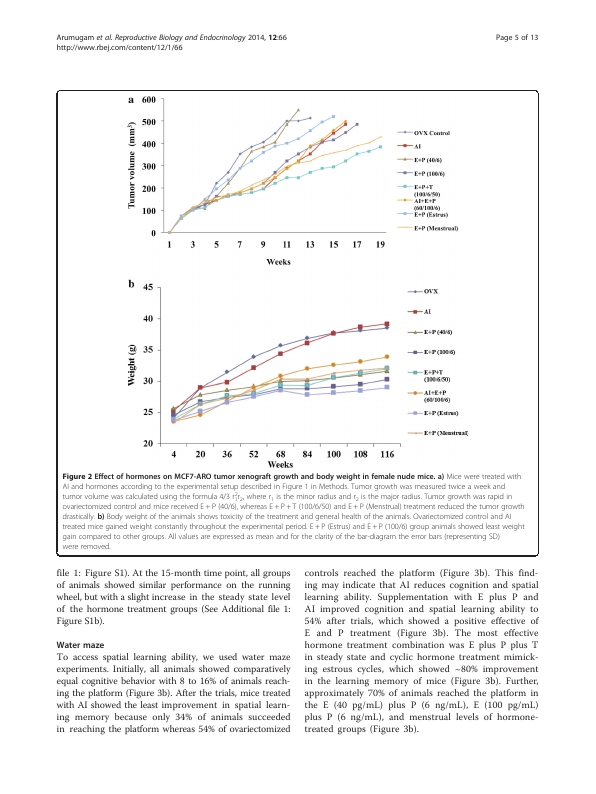 Arumugam et al. Reproductive Biology and Endocrinology 2014, 12:66
Page 5 of 13
http://www.rbej.com/content/12/1/66
a
600
500
400
300
200
100
0
Tumor volume (mm³)
1 3 5 7 9 11 13 15 17 19
Weeks
OVX Control
AI
E+P (40/6)
E+P (100/6)
E+P+T
(100/6/50)
AI+E+P
(60/100/6)
E+P (Estrus)
E+P (Menstrual)
b
45
40
35
30
25
20
Weight (g)
4 20 36 52 68 84 100 108 116
Weeks
OVX
AI
E+P (40/6)
E+P (100/6)
E+P+T
(100/6/50)
AI+E+P
(60/100/6)
E+P (Estrus)
E+P (Menstrual)
Figure 2 Effect of hormones on MCF7-ARO tumor xenograft growth and body weight in female nude mice. a) Mice were treated with
AI and hormones according to the experimental setup described in Figure 1 in Methods. Tumor growth was measured twice a week and
tumor volume was calculated using the formula 4/3 r₁²r₂, where r₁ is the minor radius and r₂ is the major radius. Tumor growth was rapid in
ovariectomized control and mice received E + P (40/6), whereas E + P + T (100/6/50) and E + P (Menstrual) treatment reduced the tumor growth
drastically. b) Body weight of the animals shows toxicity of the treatment and general health of the animals. Ovariectomized control and AI
treated mice gained weight constantly throughout the experimental period. E + P (Estrus) and E + P (100/6) group animals showed least weight
gain compared to other groups. All values are expressed as mean and for the clarity of the bar-diagram the error bars (representing SD)
were removed.
file 1: Figure S1). At the 15-month time point, all groups
of animals showed similar performance on the running
wheel, but with a slight increase in the steady state level
of the hormone treatment groups (See Additional file 1:
Figure S1b).
Water maze
To access spatial learning ability, we used water maze
experiments. Initially, all animals showed comparatively
equal cognitive behavior with 8 to 16% of animals reach-
ing the platform (Figure 3b). After the trials, mice treated
with AI showed the least improvement in spatial learn-
ing memory because only 34% of animals succeeded
in reaching the platform whereas 54% of ovariectomized
controls reached the platform (Figure 3b). This find-
ing may indicate that AI reduces cognition and spatial
learning ability. Supplementation with E plus P and
AI improved cognition and spatial learning ability to
54% after trials, which showed a positive effective of
E and P treatment (Figure 3b). The most effective
hormone treatment combination was E plus P plus T
in steady state and cyclic hormone treatment mimick-
ing estrous cycles, which showed ~80% improvement
in the learning memory of mice (Figure 3b). Further,
approximately 70% of animals reached the platform in
the E (40 pg/mL) plus P (6 ng/mL), E (100 pg/mL)
plus P (6 ng/mL), and menstrual levels of hormone-
treated groups (Figure 3b).